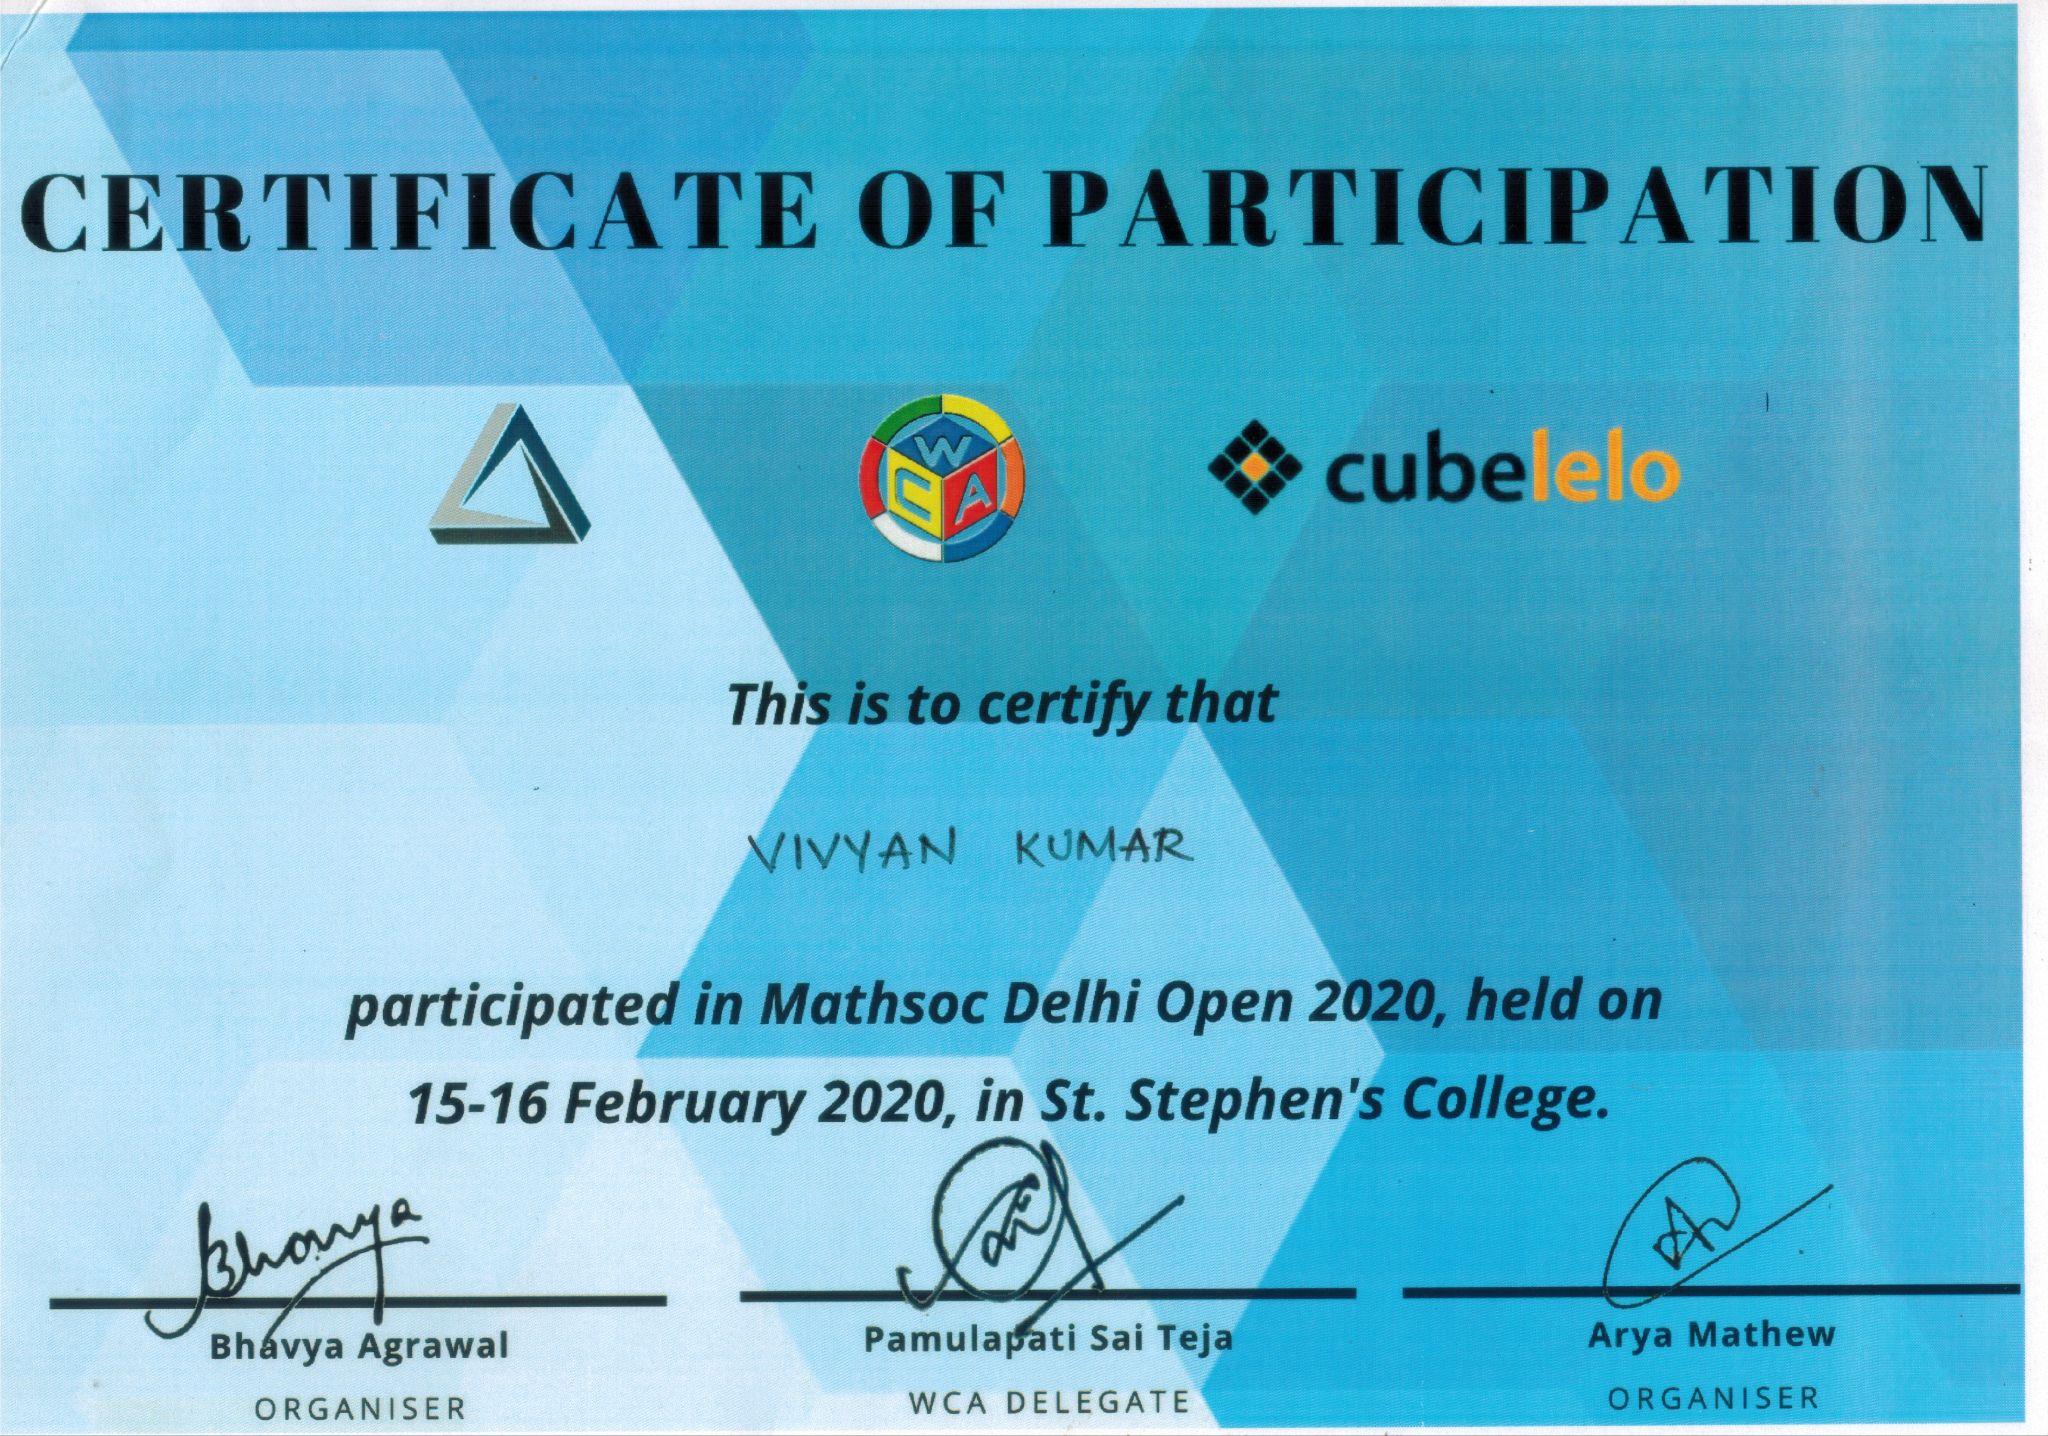 CERTIFICATE OF PARTICIPATION
WCA
cubelelo
This is to certify that
VIVYAN KUMAR
participated in Mathsoc Delhi Open 2020, held on
15-16 February 2020, in St. Stephen's College.
Bhavya
Bhavya Agrawal
Pamulapati Sai Teja
Arya Mathew
ORGANISER
WCA DELEGATE
ORGANISER